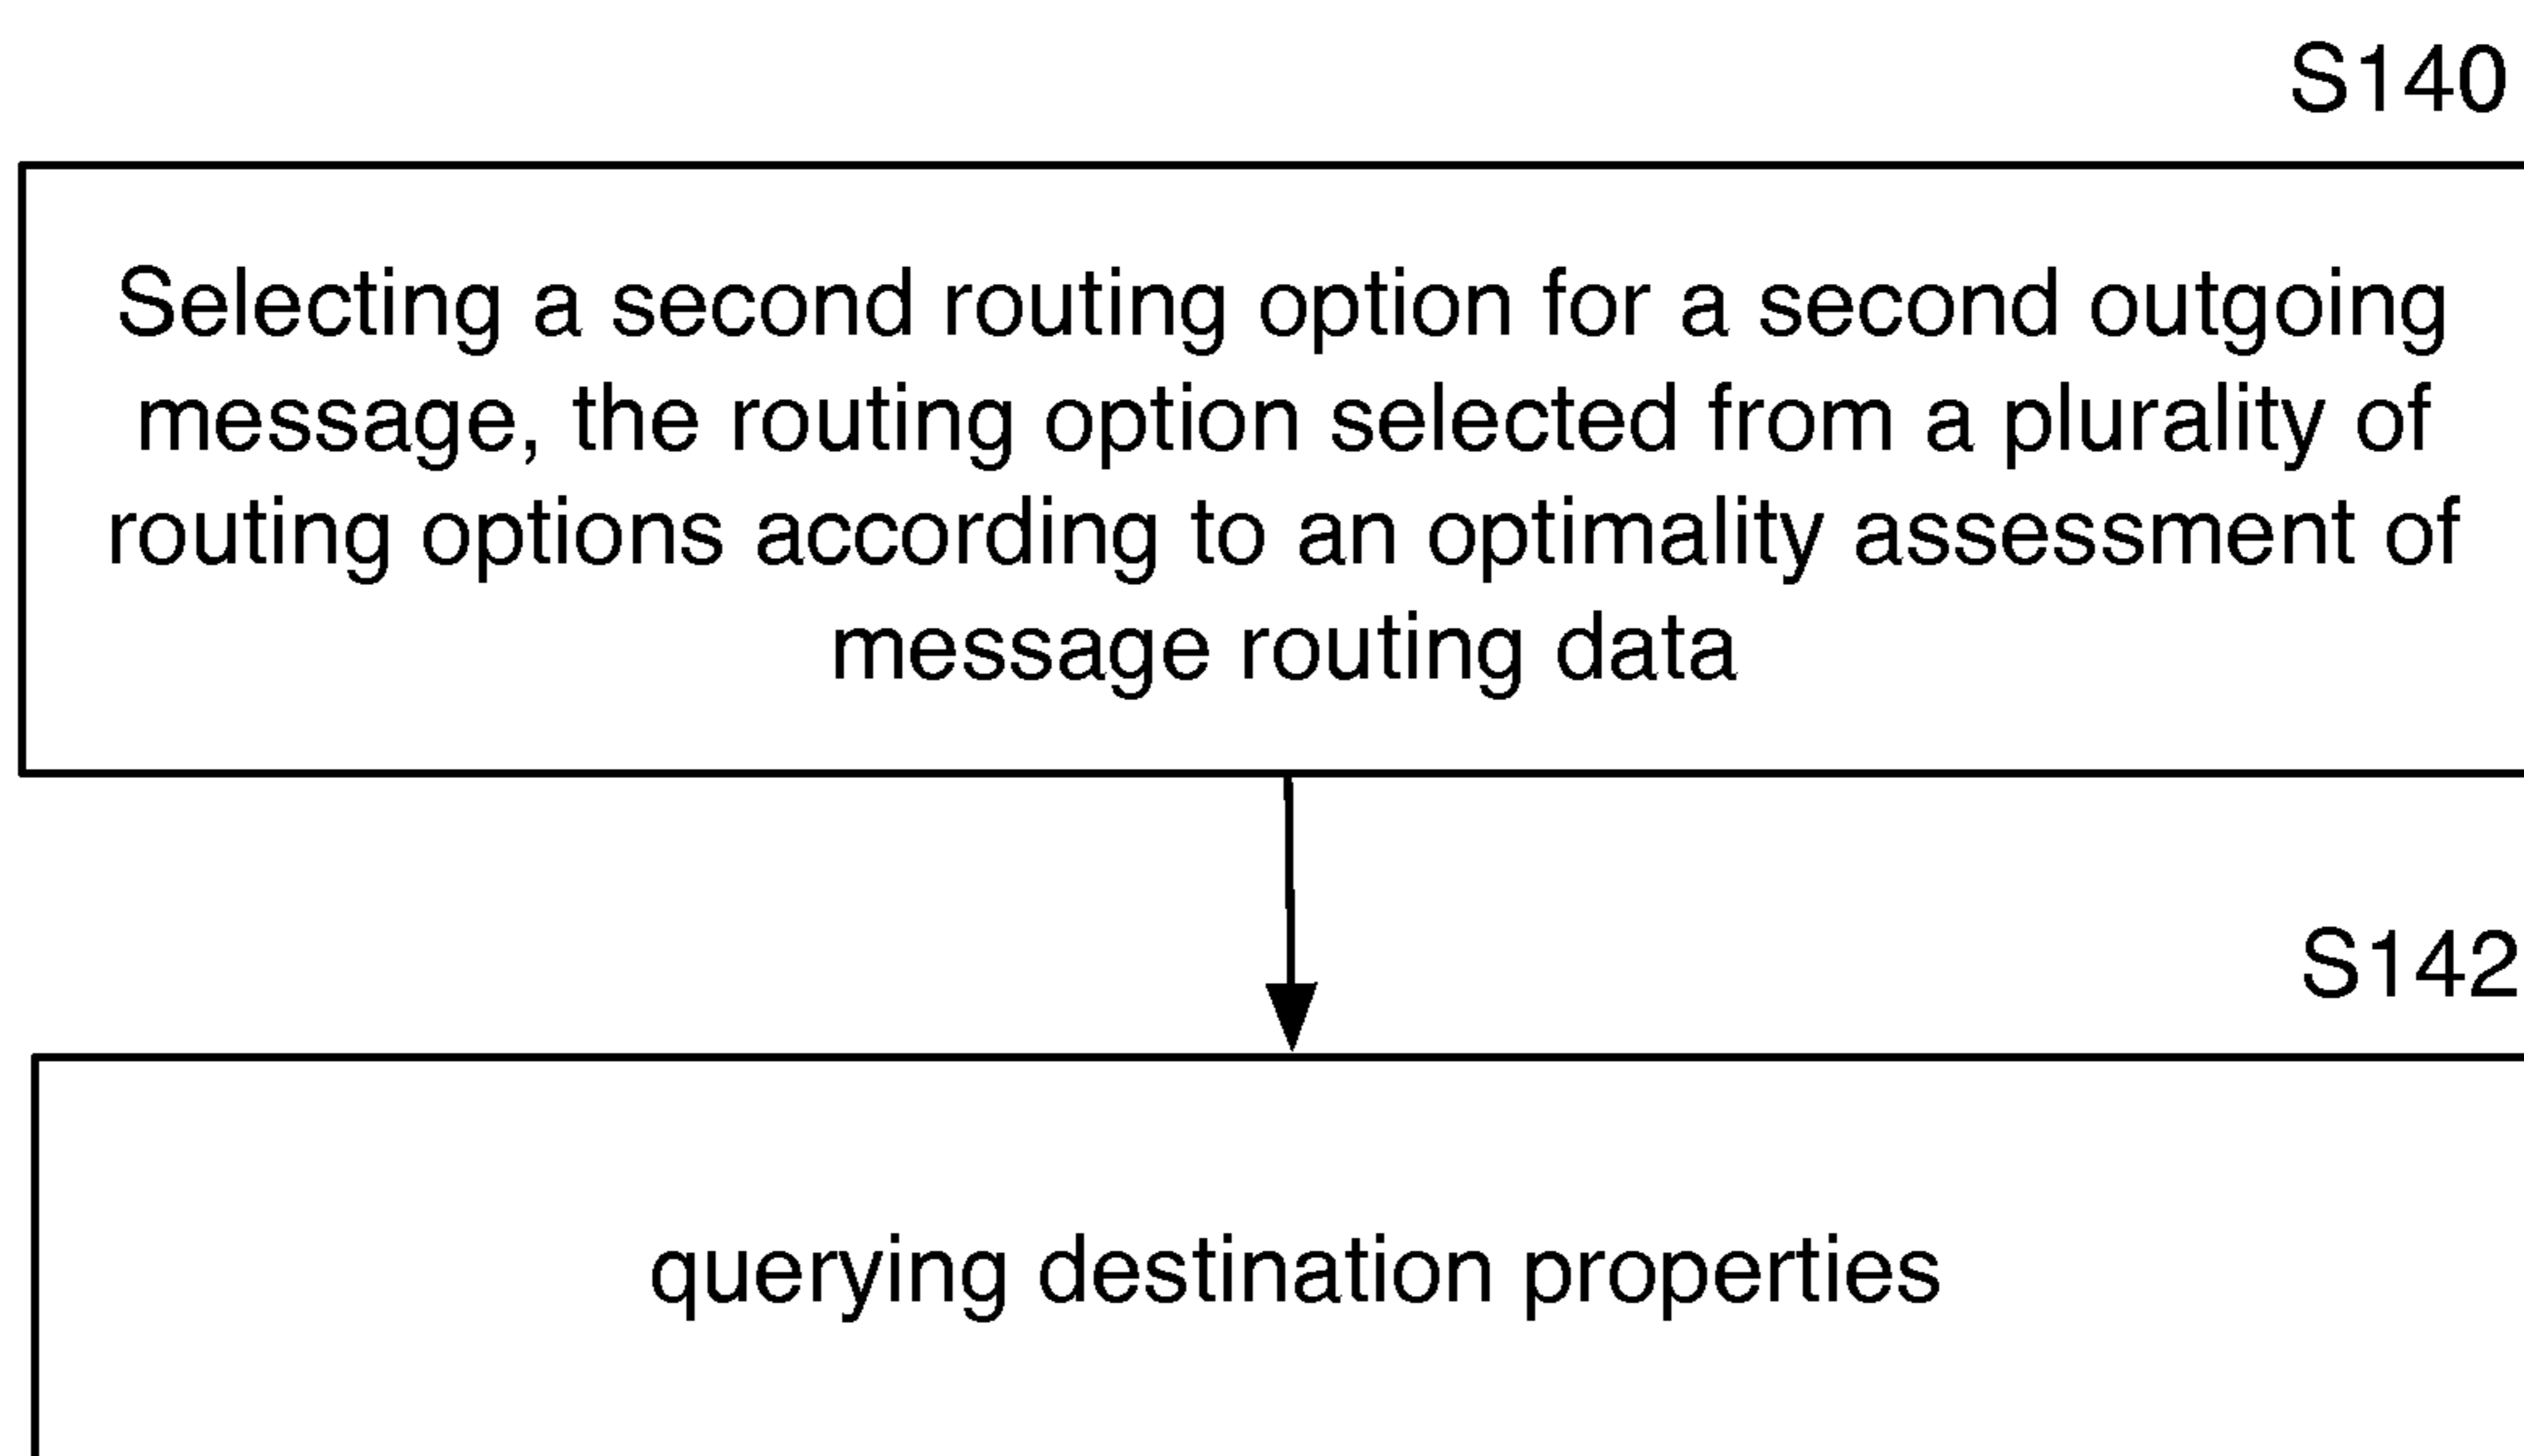 S140
Selecting a second routing option for a second outgoing
message, the routing option selected from a plurality of
routing options according to an optimality assessment of
message routing data
S142
querying destination properties